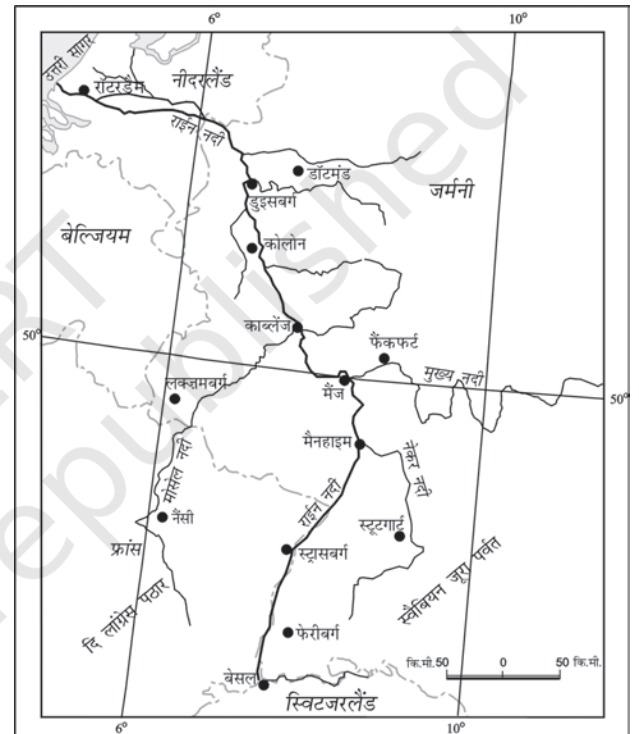 6°
10°
उत्तरी सागर
रॉटरडैम
नीदरलैंड
राईन नदी
डॉटमंड
जर्मनी
डुइसबर्ग
बेल्जियम
कोलोन
काब्लेंज
50°
फ्रैंकफर्ट
मुख्य नदी
लक्ज़मबर्ग
मैंज
50°
मैनहाइम
मोसेल नदी
नेकर नदी
राईन नदी
नैंसी
स्टूटगार्ट
फ्रांस
स्ट्रासबर्ग
स्वैबियन जूरा पर्वत
दि लांग्रेस पठार
फेरीबर्ग
कि.मी. 50 0 50 कि.मी.
बेसल
स्विटजरलैंड
6°
10°
republished